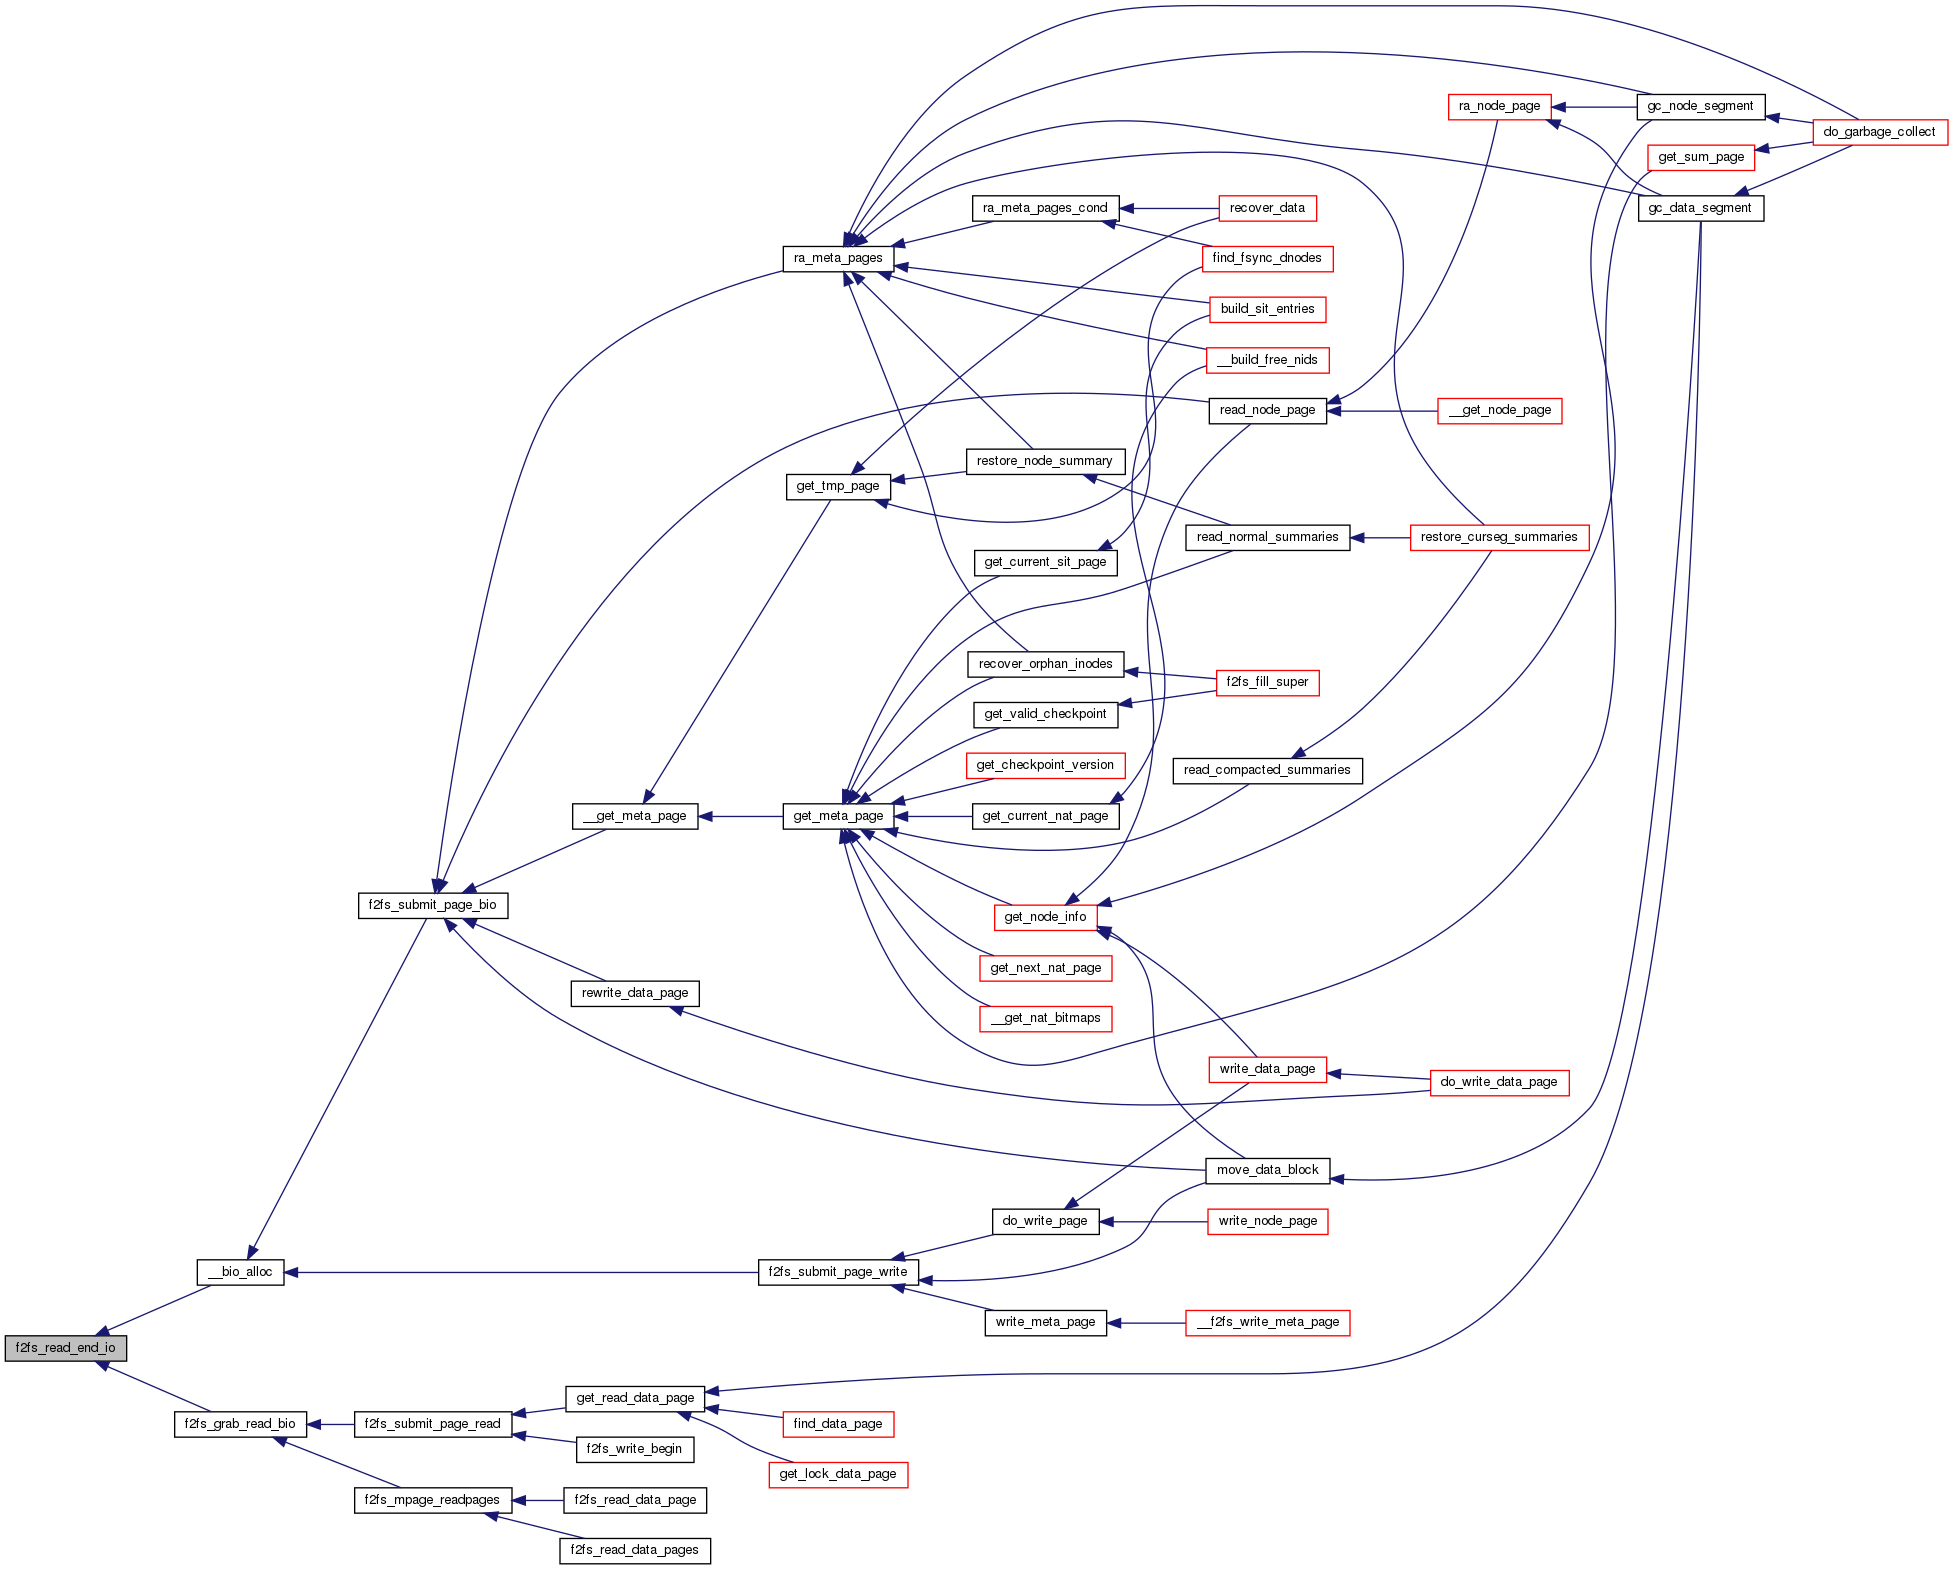 ra_node_page
gc_node_segment
do_garbage_collect
get_sum_page
ra_meta_pages_cond
recover_data
gc_data_segment
ra_meta_pages
find_fsync_dnodes
build_sit_entries
__build_free_nids
read_node_page
__get_node_page
restore_node_summary
get_tmp_page
read_normal_summaries
restore_curseg_summaries
get_current_sit_page
recover_orphan_inodes
f2fs_fill_super
get_valid_checkpoint
get_checkpoint_version
read_compacted_summaries
__get_meta_page
get_meta_page
get_current_nat_page
f2fs_submit_page_bio
get_node_info
get_next_nat_page
rewrite_data_page
__get_nat_bitmaps
write_data_page
do_write_data_page
move_data_block
do_write_page
write_node_page
__bio_alloc
f2fs_submit_page_write
write_meta_page
__f2fs_write_meta_page
f2fs_read_end_io
get_read_data_page
f2fs_grab_read_bio
f2fs_submit_page_read
find_data_page
f2fs_write_begin
get_lock_data_page
f2fs_mpage_readpages
f2fs_read_data_page
f2fs_read_data_pages